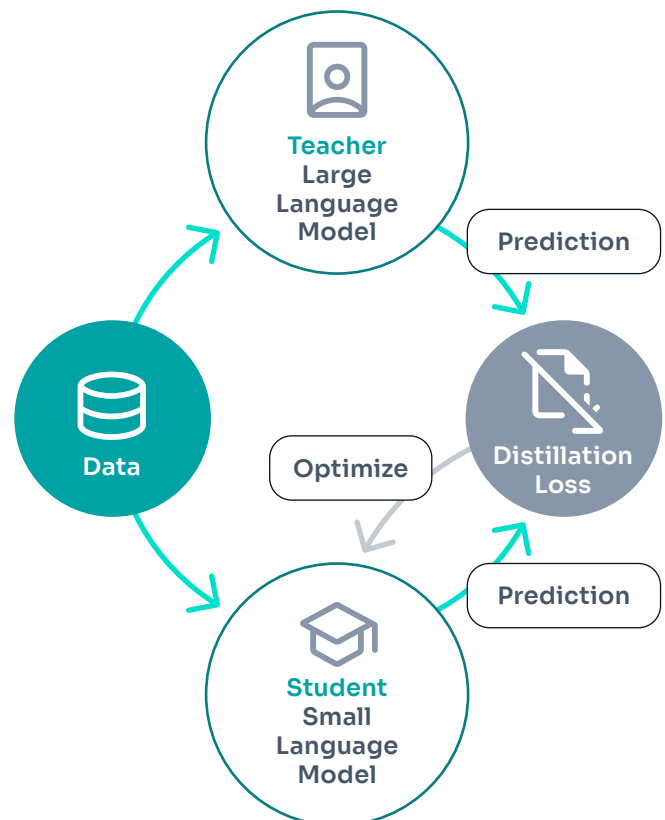 Teacher
Large
Language
Model
Prediction
Data
Optimize
Distillation
Loss
Prediction
Student
Small
Language
Model